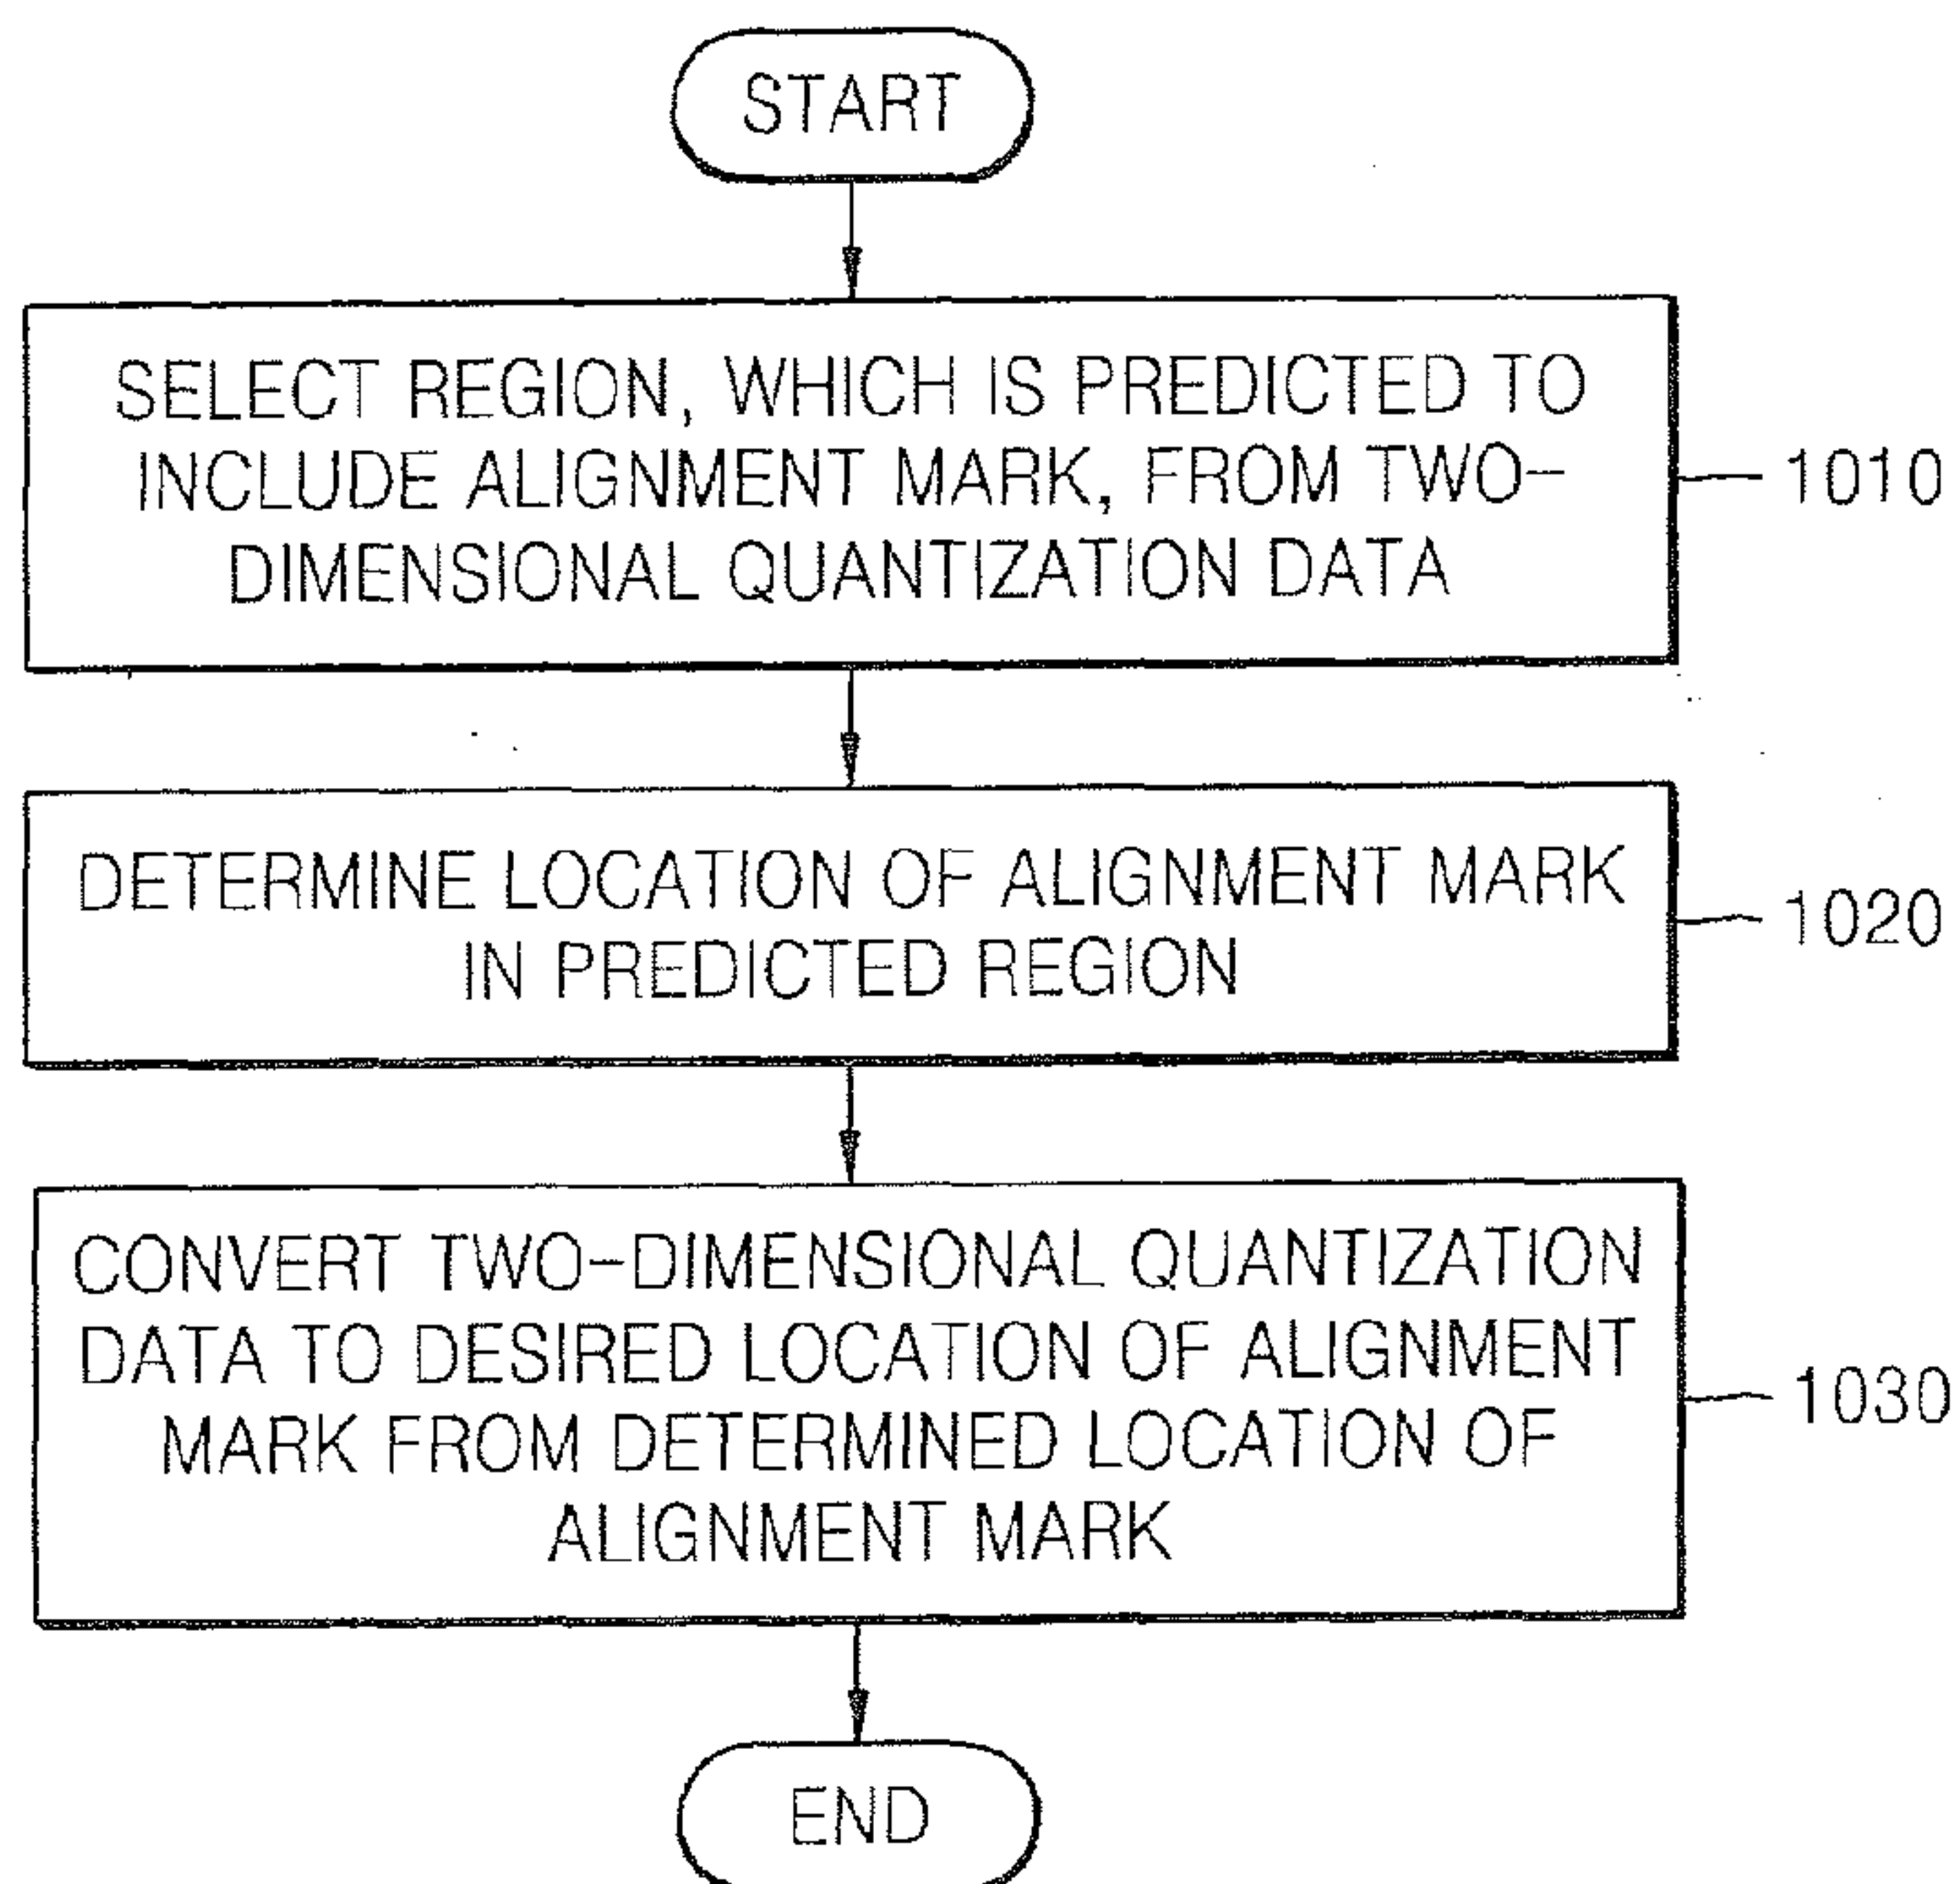 START
SELECT REGION, WHICH IS PREDICTED TO
INCLUDE ALIGNMENT MARK, FROM TWO-
DIMENSIONAL QUANTIZATION DATA
1010
DETERMINE LOCATION OF ALIGNMENT MARK
IN PREDICTED REGION
1020
CONVERT TWO-DIMENSIONAL QUANTIZATION
DATA TO DESIRED LOCATION OF ALIGNMENT
MARK FROM DETERMINED LOCATION OF
ALIGNMENT MARK
1030
END